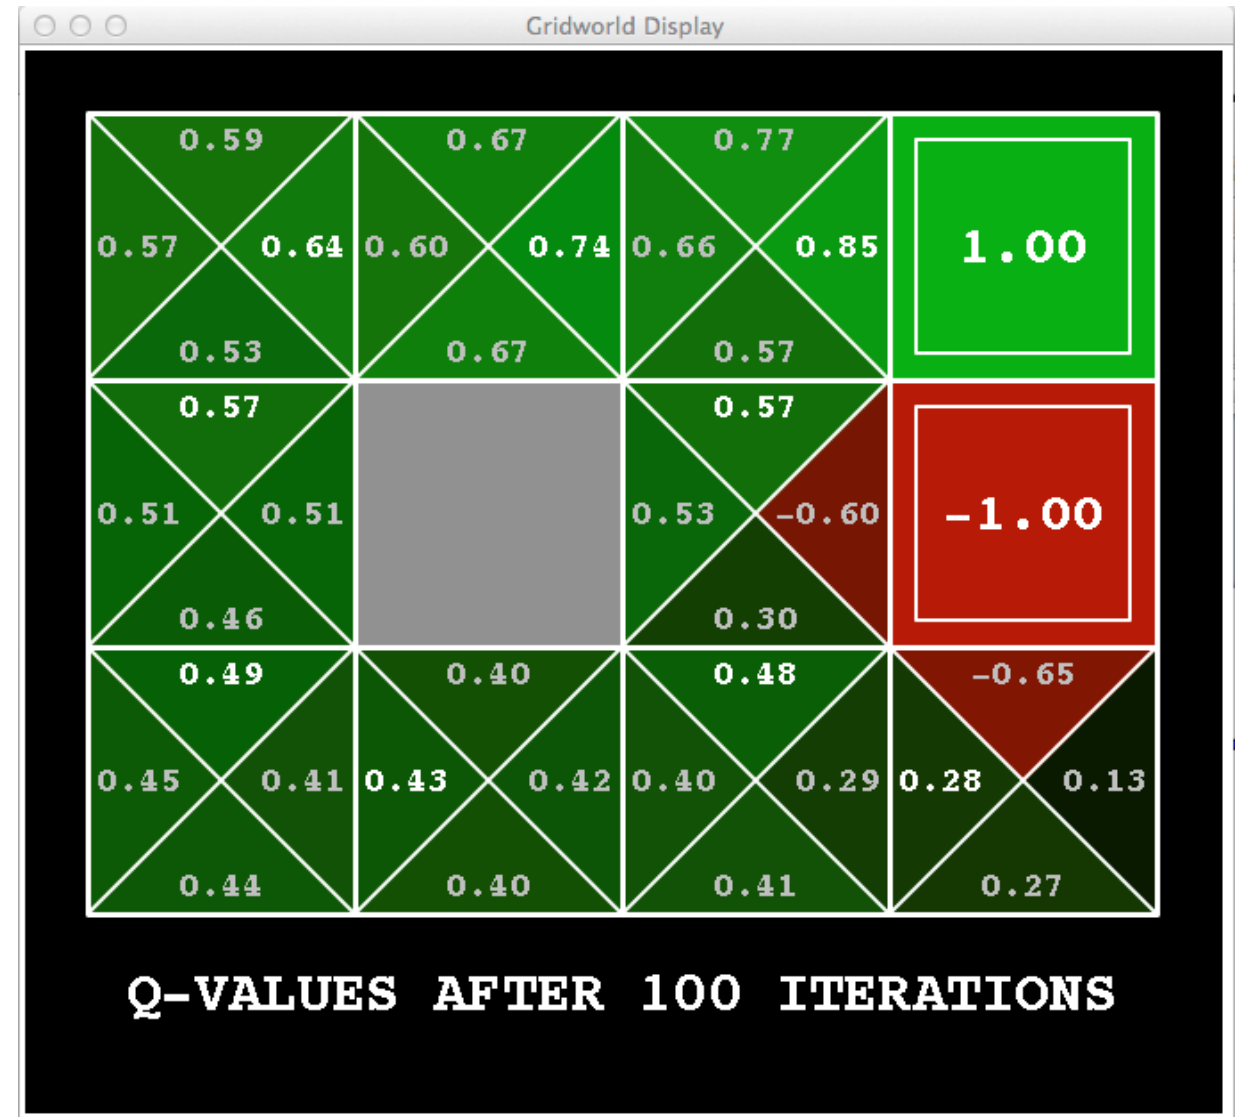 Gridworld Display
0.59 0.67 0.77
0.57 0.64 0.60 0.74 0.66 0.85 1.00
0.53 0.67 0.57
0.57 0.57
0.51 0.51 0.53 -0.60 -1.00
0.46 0.30
0.49 0.40 0.48 -0.65
0.45 0.41 0.43 0.42 0.40 0.29 0.28 0.13
0.44 0.40 0.41 0.27
Q-VALUES AFTER 100 ITERATIONS